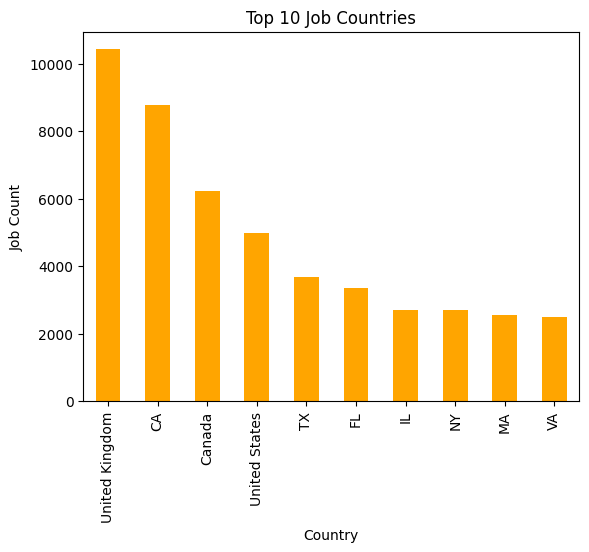 Top 10 Job Countries
Job Count
10000
8000
6000
4000
2000
0
United Kingdom
CA
Canada
United States
TX
FL
IL
NY
MA
VA
Country